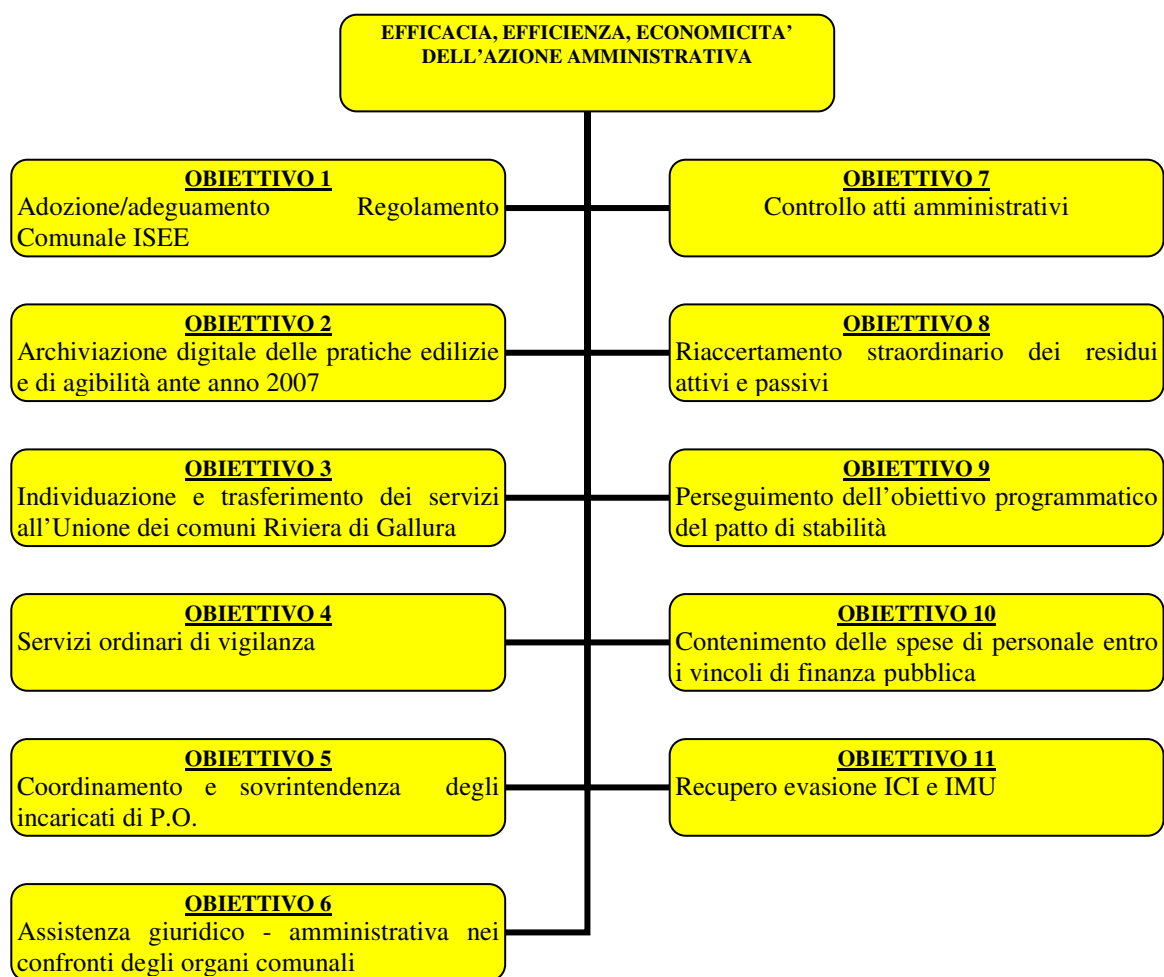 EFFICACIA, EFFICIENZA, ECONOMICITA’
DELL’AZIONE AMMINISTRATIVA
OBIETTIVO 1
Adozione/adeguamento Regolamento
Comunale ISEE
OBIETTIVO 2
Archiviazione digitale delle pratiche edilizie
e di agibilità ante anno 2007
OBIETTIVO 3
Individuazione e trasferimento dei servizi
all’Unione dei comuni Riviera di Gallura
OBIETTIVO 4
Servizi ordinari di vigilanza
OBIETTIVO 5
Coordinamento e sovrintendenza degli
incaricati di P.O.
OBIETTIVO 6
Assistenza giuridico - amministrativa nei
confronti degli organi comunali
OBIETTIVO 7
Controllo atti amministrativi
OBIETTIVO 8
Riaccertamento straordinario dei residui
attivi e passivi
OBIETTIVO 9
Perseguimento dell’obiettivo programmatico
del patto di stabilità
OBIETTIVO 10
Contenimento delle spese di personale entro
i vincoli di finanza pubblica
OBIETTIVO 11
Recupero evasione ICI e IMU